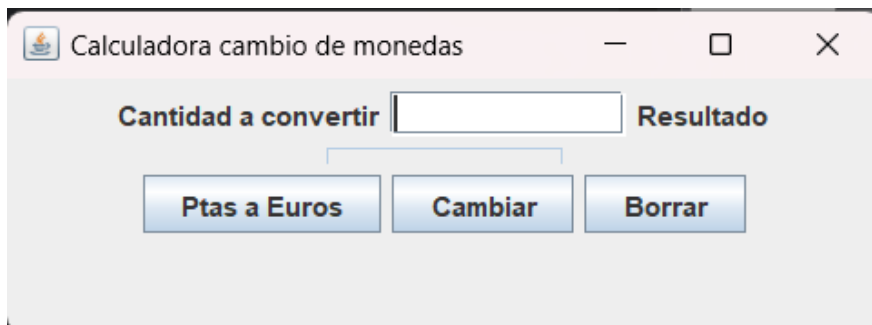 Calculadora cambio de monedas
Cantidad a convertir Resultado
Ptas a Euros Cambiar Borrar